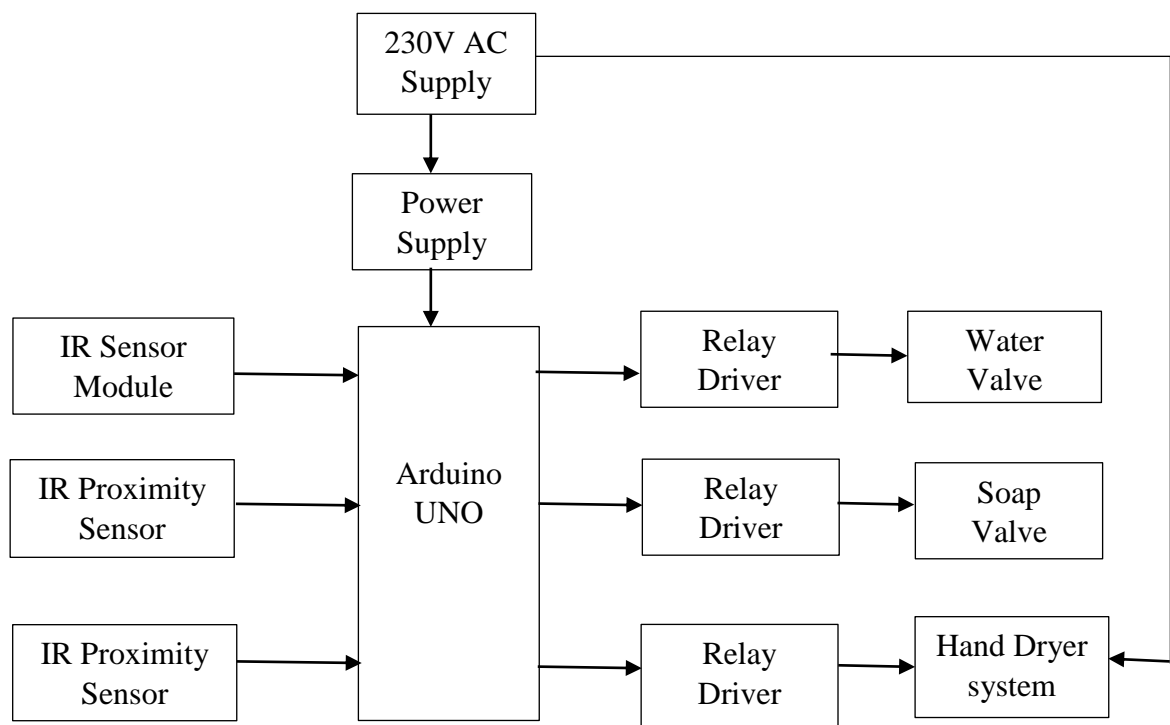 230V AC
Supply
Power
Supply
IR Sensor
Module
Relay
Driver
Water
Valve
IR Proximity
Sensor
Arduino
UNO
Relay
Driver
Soap
Valve
IR Proximity
Sensor
Relay
Driver
Hand Dryer
system